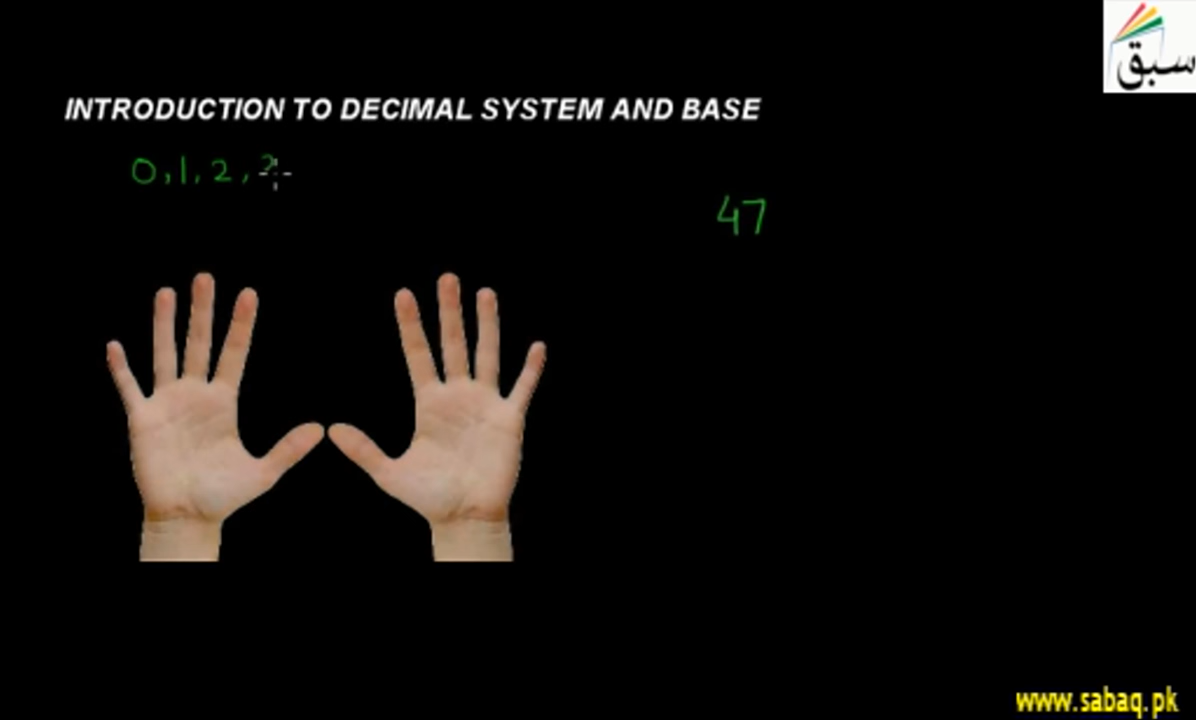 سبق
INTRODUCTION TO DECIMAL SYSTEM AND BASE
0, 1, 2,
47
www.sabaq.pk